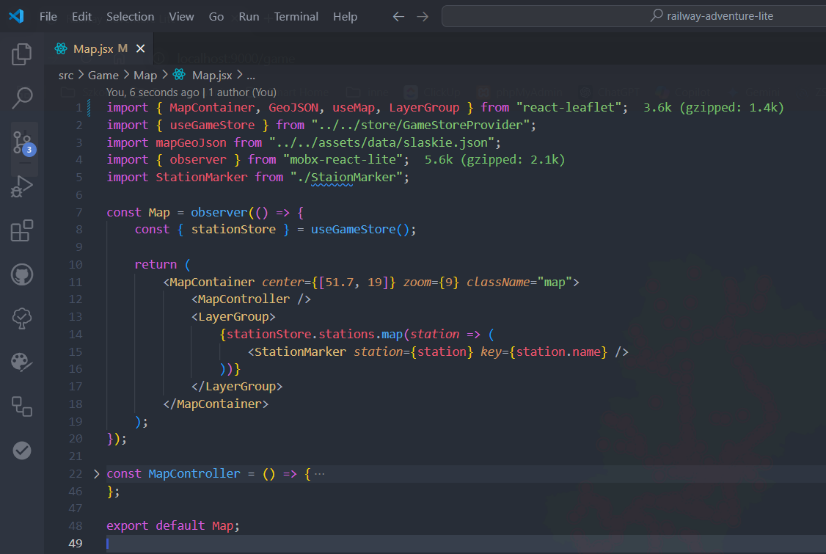 File Edit Selection View Go Run Terminal Help ← → railway-adventure-lite
Map.jsx M ×
src > Game > Map > Map.jsx > ...
You, 6 seconds ago | 1 author (You)
1 import { MapContainer, GeoJSON, useMap, LayerGroup } from "react-leaflet"; 3.6k (gzipped: 1.4k)
2 import { useGameStore } from "../../store/GameStoreProvider";
3 import mapGeoJson from "../../assets/data/slaskie.json";
4 import { observer } from "mobx-react-lite"; 5.6k (gzipped: 2.1k)
5 import StationMarker from "./StaionMarker";
6
7 const Map = observer(() => {
8 const { stationStore } = useGameStore();
9
10 return (
11 <MapContainer center={[51.7, 19]} zoom={9} className="map">
12 <MapController />
13 <LayerGroup>
14 {stationStore.stations.map(station => (
15 <StationMarker station={station} key={station.name} />
16 ))}
17 </LayerGroup>
18 </MapContainer>
19 );
20 });
21
22 const MapController = () => { ...
46 };
47
48 export default Map;
49
3